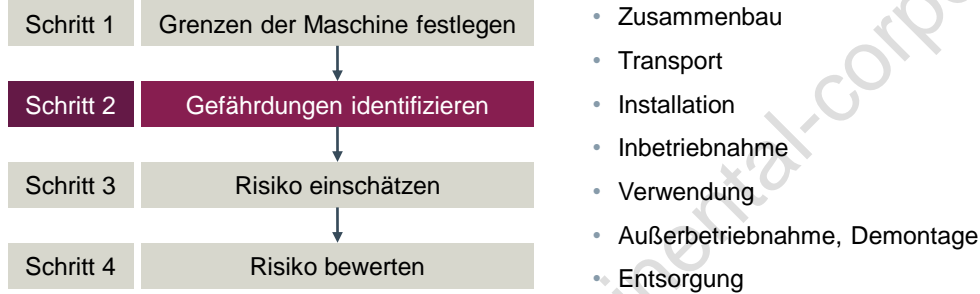 Schritt 1 Grenzen der Maschine festlegen
Schritt 2 Gefährdungen identifizieren
Schritt 3 Risiko einschätzen
Schritt 4 Risiko bewerten
• Zusammenbau
• Transport
• Installation
• Inbetriebnahme
• Verwendung
• Außerbetriebnahme, Demontage
• Entsorgung